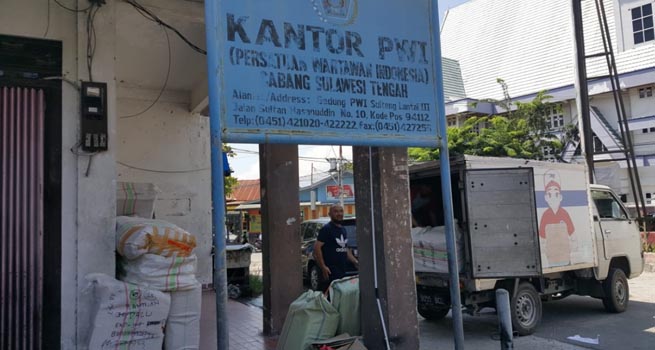 KANTOR PWI
(PERSATUAN WARTAWAN INDONESIA)
CABANG SULAWESI TENGAH
Alamat/Address: Gedung PWI Sulteng Lantai III
Jalan Sultan Hasanuddin No. 10, Kode Pos 94112
Telp:(0451)421020-422222.Fax:(0451)427255